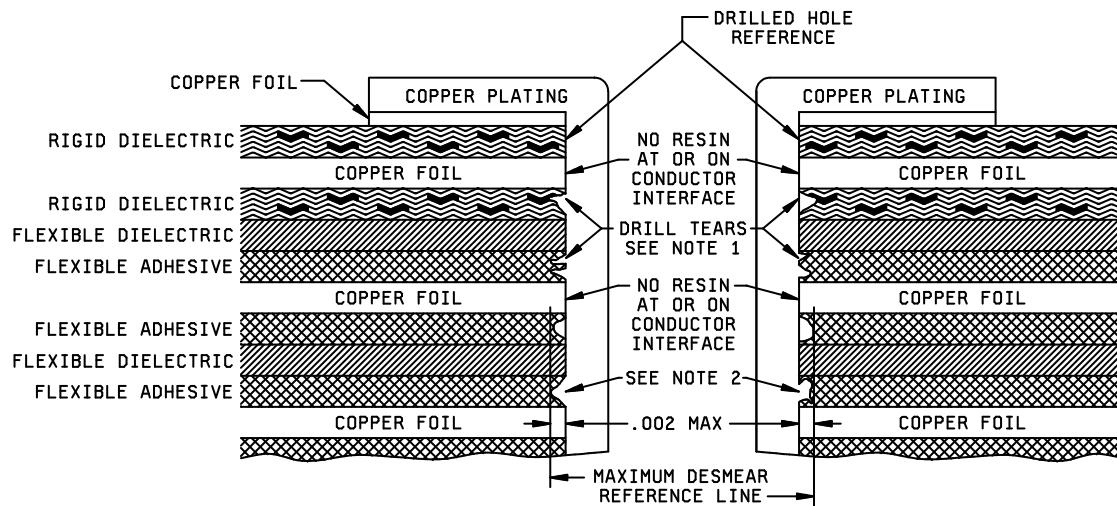 DRILLED HOLE
REFERENCE
COPPER FOIL
COPPER PLATING
COPPER PLATING
RIGID DIELECTRIC
NO RESIN
AT OR ON
CONDUCTOR
INTERFACE
COPPER FOIL
COPPER FOIL
RIGID DIELECTRIC
FLEXIBLE DIELECTRIC
DRILL TEARS
SEE NOTE 1
FLEXIBLE ADHESIVE
COPPER FOIL
NO RESIN
AT OR ON
CONDUCTOR
INTERFACE
COPPER FOIL
FLEXIBLE ADHESIVE
FLEXIBLE DIELECTRIC
FLEXIBLE ADHESIVE
SEE NOTE 2
COPPER FOIL
.002 MAX
COPPER FOIL
MAXIMUM DESMEAR
REFERENCE LINE